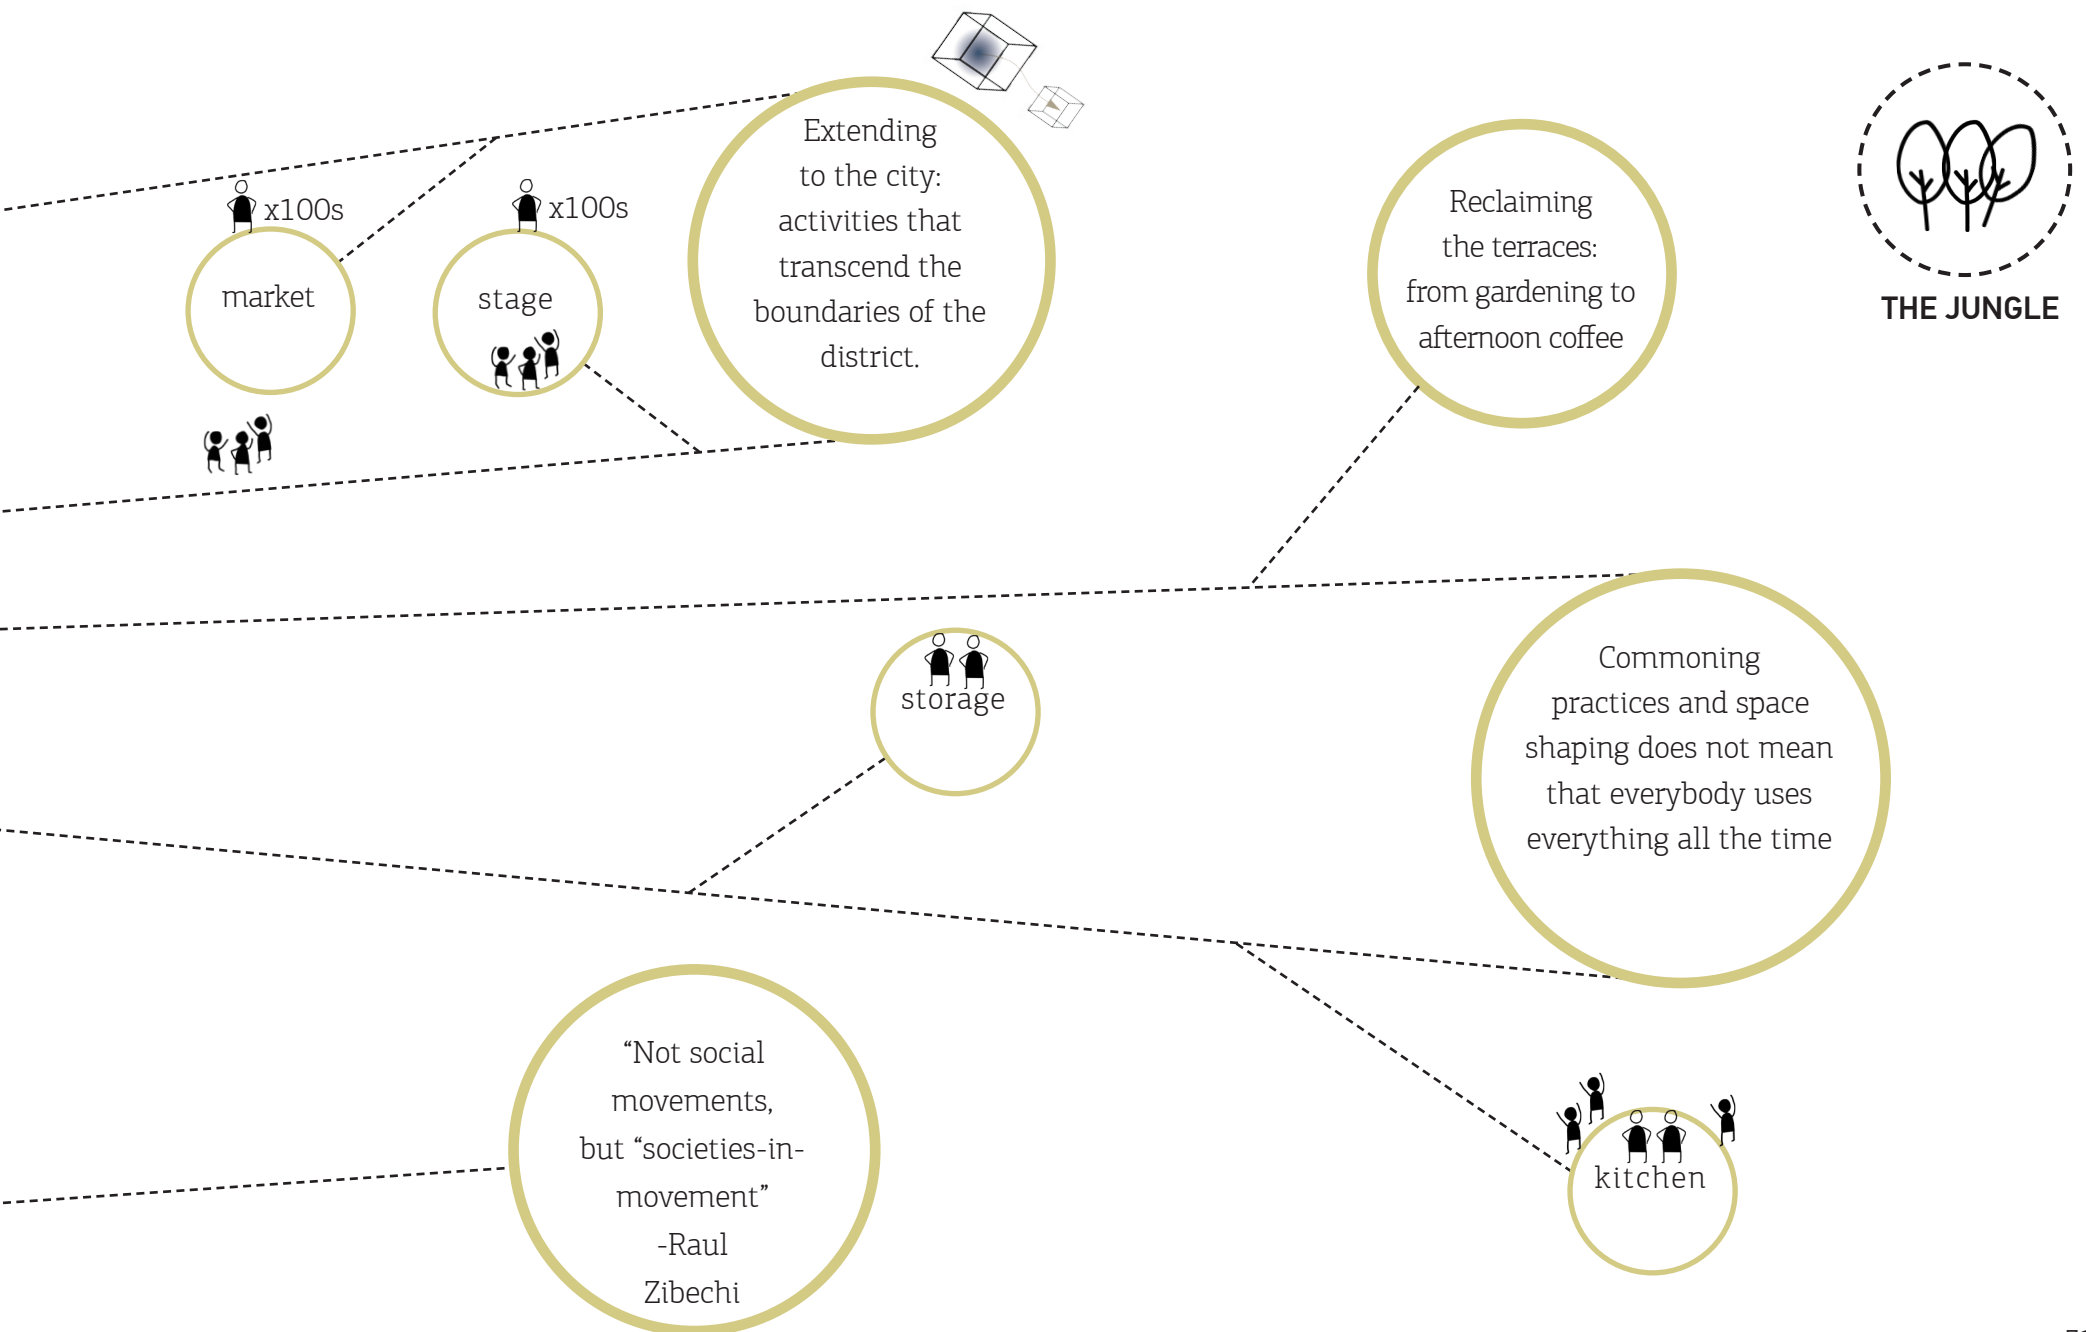 Extending
to the city:
activities that
transcend the
boundaries of the
district.
x100s
market
x100s
stage
Reclaiming
the terraces:
from gardening to
afternoon coffee
THE JUNGLE
storage
Commoning
practices and space
shaping does not mean
that everybody uses
everything all the time
“Not social
movements,
but “societies-in-
movement”
-Raul
Zibechi
kitchen